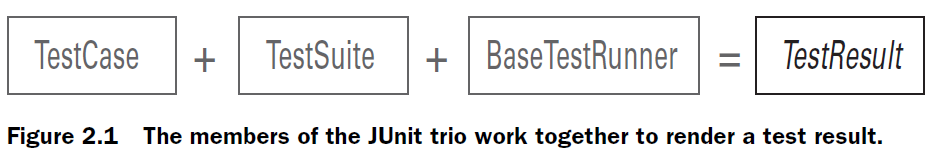 TestCase + TestSuite + BaseTestRunner = TestResult
Figure 2.1 The members of the JUnit trio work together to render a test result.